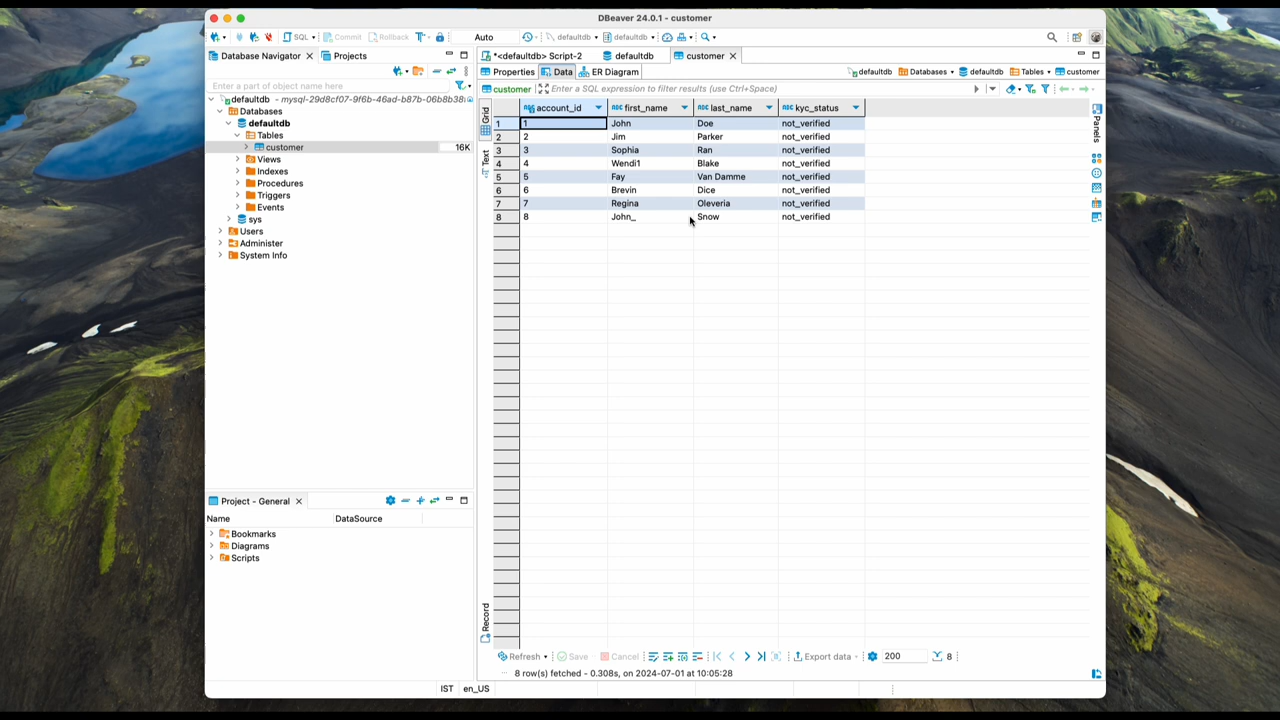 DBeaver 24.0.1 - customer
SQL Commit Rollback Auto defaultdb defaultdb
Database Navigator Projects
*<defaultdb> Script-2 defaultdb customer
Properties Data ER Diagram defaultdb Databases defaultdb Tables customer
Enter a part of object name here
customer Enter a SQL expression to filter results (use Ctrl+Space)
defaultdb - mysql-29d8cf07-9f6b-46ad-b87b-06b8b38
Databases
defaultdb
Tables
customer 16K
Views
Indexes
Procedures
Triggers
Events
sys
Users
Administer
System Info
Grid
Text
Record
Panels
account_id first_name last_name kyc_status
1 1 John Doe not_verified
2 2 Jim Parker not_verified
3 3 Sophia Ran not_verified
4 4 Wendi1 Blake not_verified
5 5 Fay Van Damme not_verified
6 6 Brevin Dice not_verified
7 7 Regina Oleveria not_verified
8 8 John_ Snow not_verified
Project - General
Name DataSource
Bookmarks
Diagrams
Scripts
Refresh Save Cancel Export data 200 8
8 row(s) fetched - 0.308s, on 2024-07-01 at 10:05:28
IST en_US